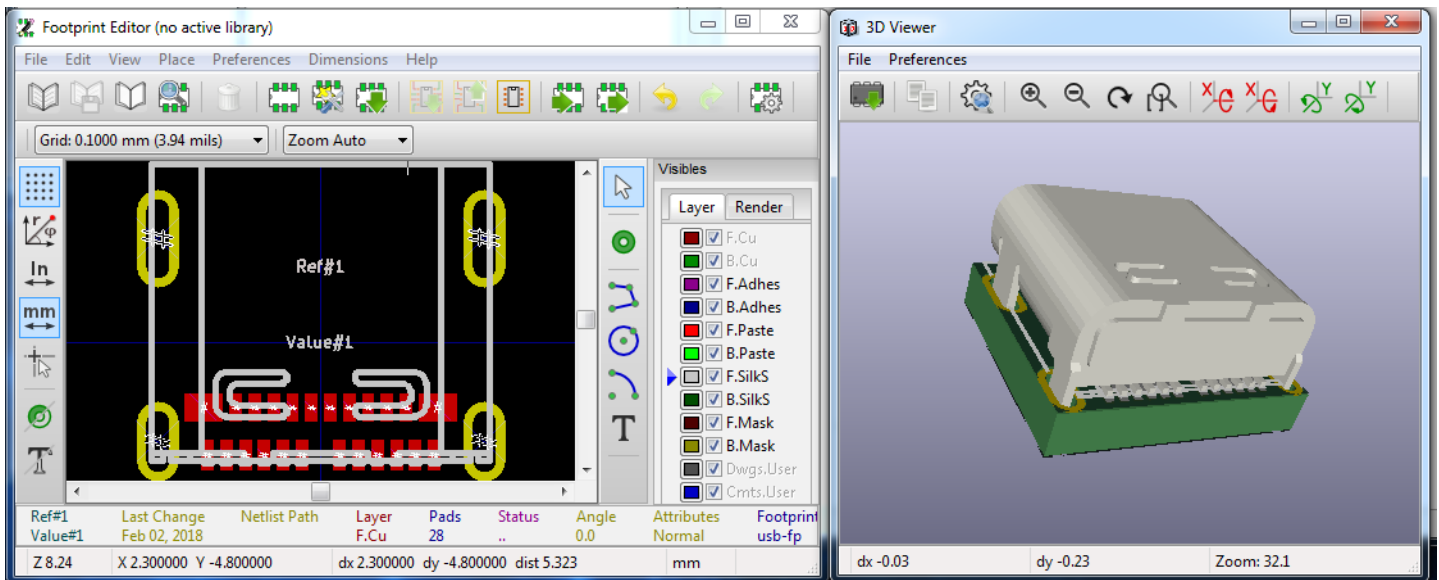 Footprint Editor (no active library)
File Edit View Place Preferences Dimensions Help
Grid: 0.1000 mm (3.94 mils) Zoom Auto
In
mm
Ref#1
Value#1
T
Visibles
Layer Render
F.Cu
B.Cu
F.Adhes
B.Adhes
F.Paste
B.Paste
F.SilkS
B.SilkS
F.Mask
B.Mask
Dwgs.User
Cmts.User
Ref#1 Last Change Netlist Path Layer Pads Status Angle Attributes Footprint
Value#1 Feb 02, 2018 F.Cu 28 .. 0.0 Normal usb-fp
Z 8.24 X 2.300000 Y -4.800000 dx 2.300000 dy -4.800000 dist 5.323 mm
3D Viewer
File Preferences
X X Y Y
dx -0.03 dy -0.23 Zoom: 32.1